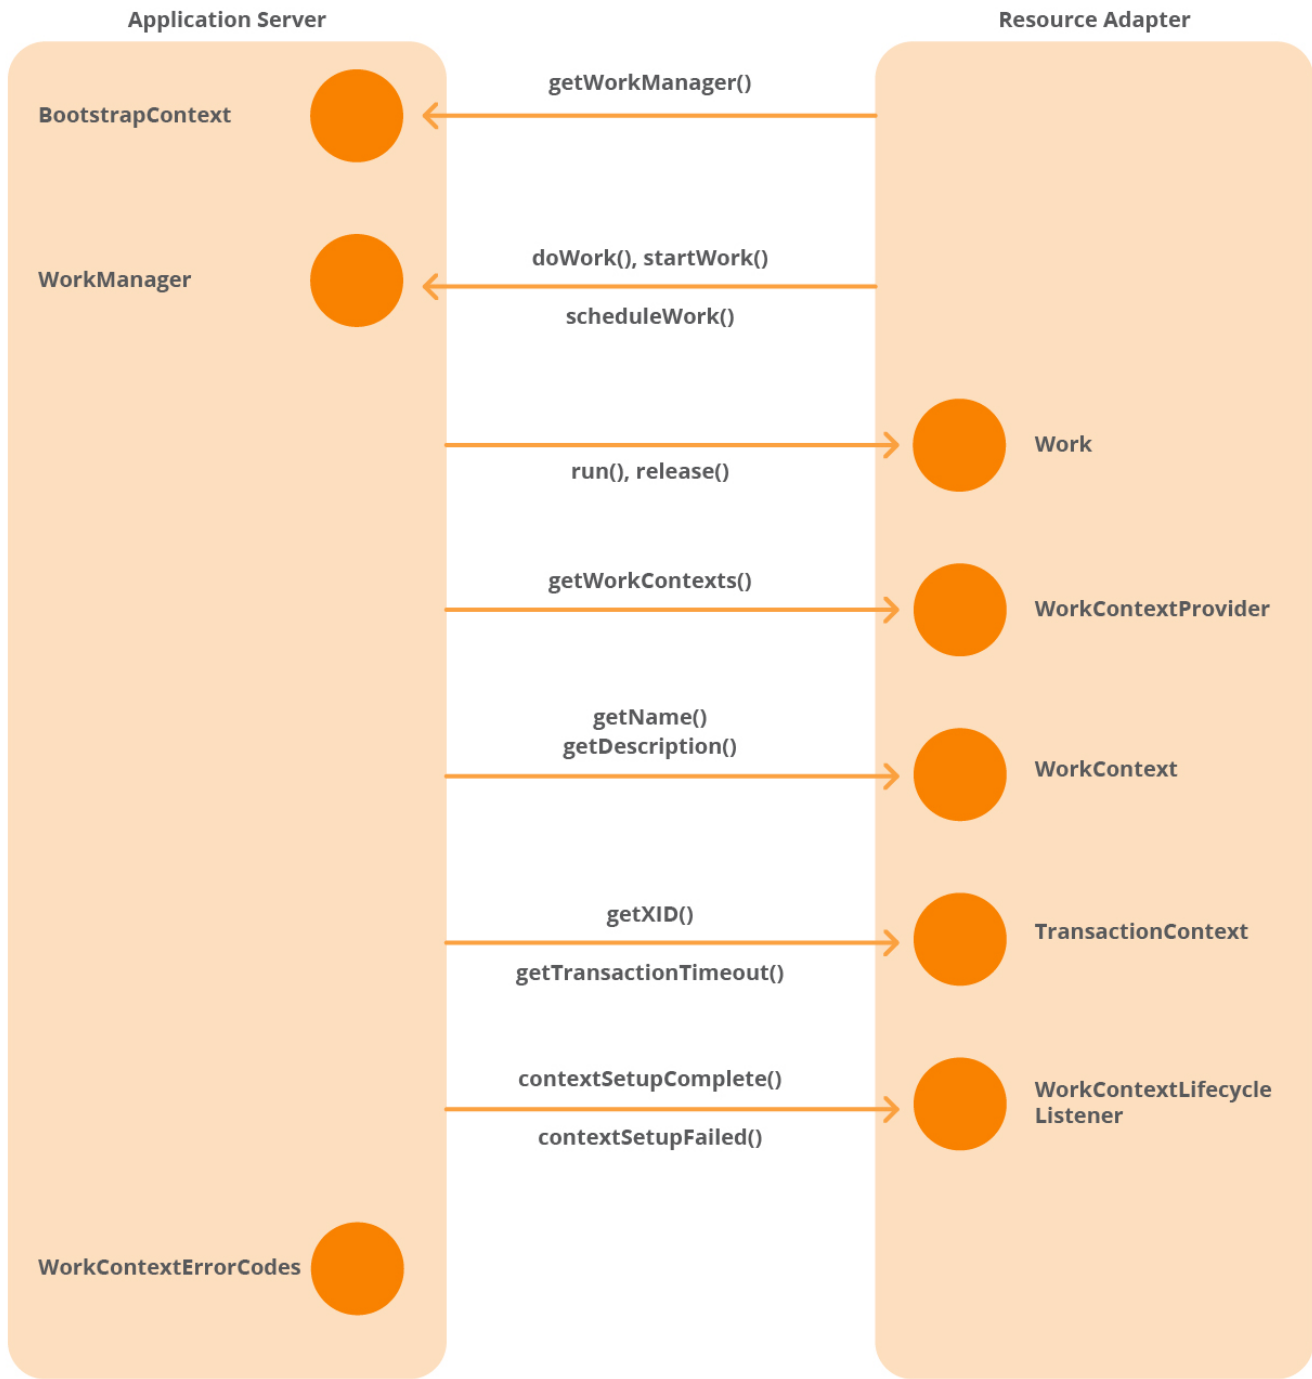 Application Server
Resource Adapter
getWorkManager()
BootstrapContext
doWork(), startWork()
WorkManager
scheduleWork()
Work
run(), release()
getWorkContexts()
WorkContextProvider
getName()
getDescription()
WorkContext
getXID()
TransactionContext
getTransactionTimeout()
contextSetupComplete()
WorkContextLifecycle
Listener
contextSetupFailed()
WorkContextErrorCodes